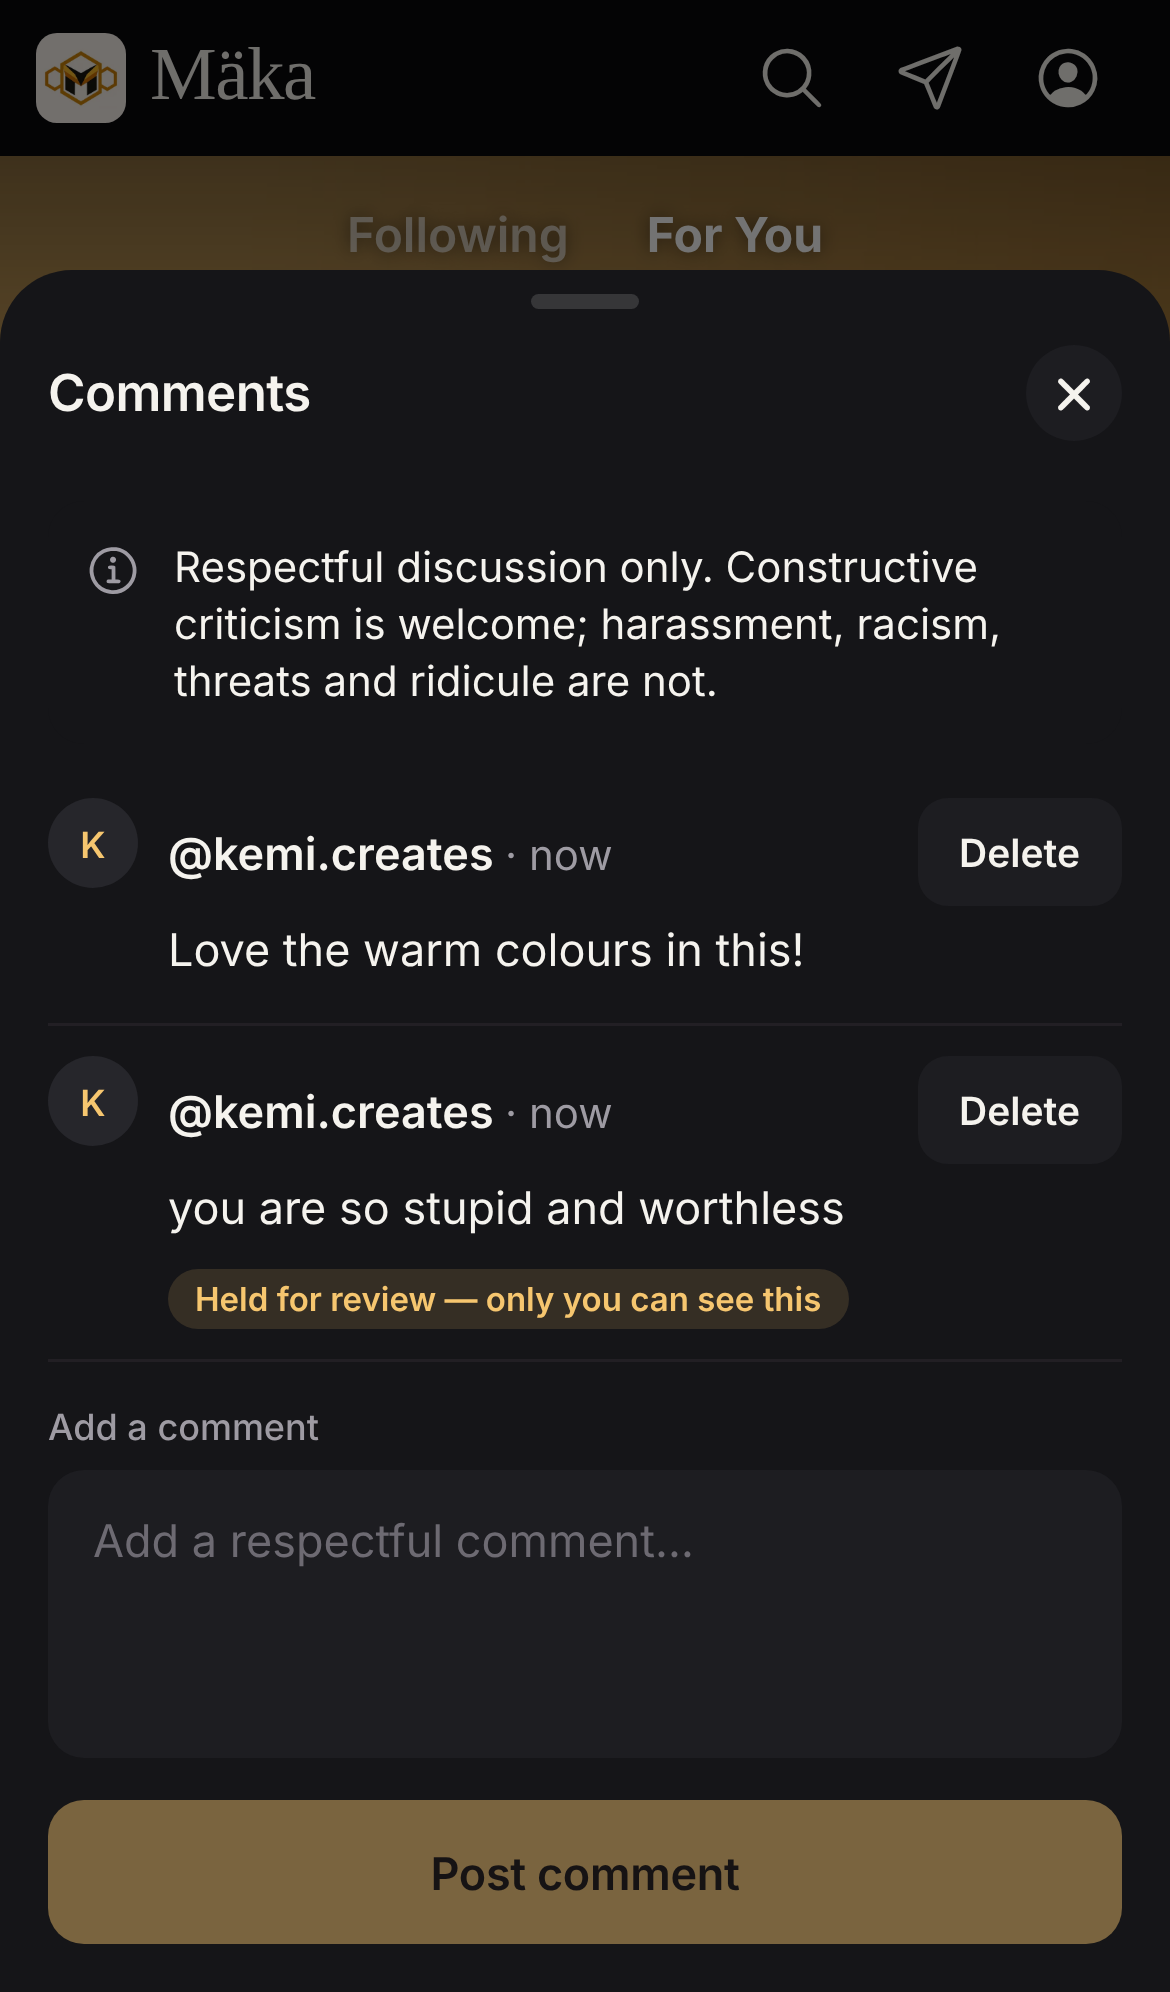 Mäka
Following For You
Comments
Respectful discussion only. Constructive
criticism is welcome; harassment, racism,
threats and ridicule are not.
K
@kemi.creates · now
Delete
Love the warm colours in this!
K
@kemi.creates · now
Delete
you are so stupid and worthless
Held for review — only you can see this
Add a comment
Add a respectful comment...
Post comment